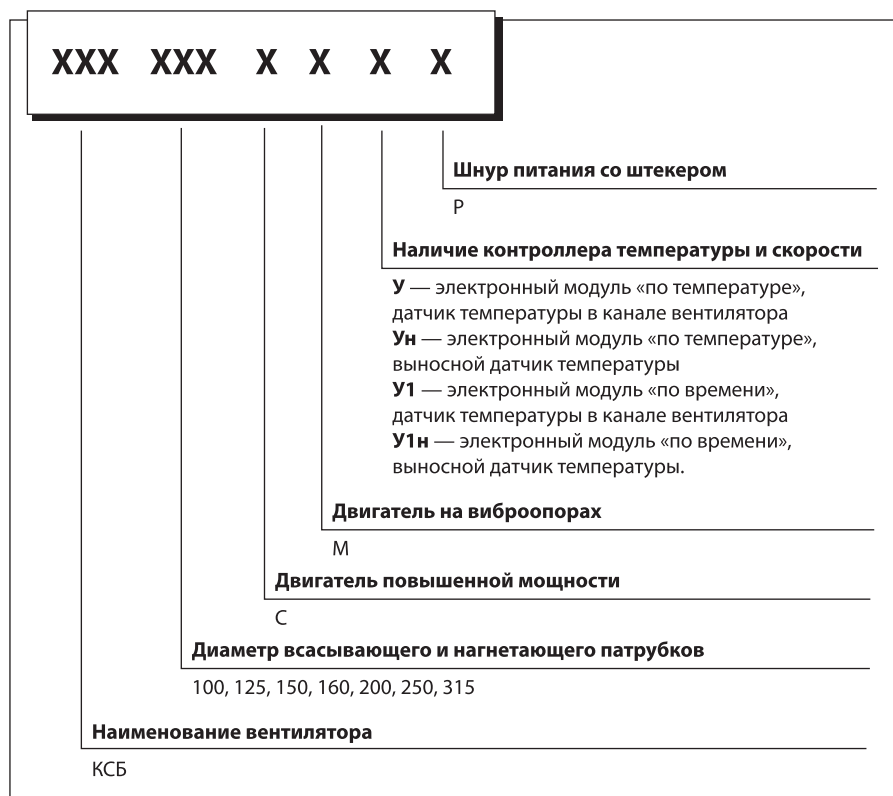 XXX XXX X X X X
Шнур питания со штекером
Р
Наличие контроллера температуры и скорости
У — электронный модуль «по температуре»,
датчик температуры в канале вентилятора
Ун — электронный модуль «по температуре»,
выносной датчик температуры
У1 — электронный модуль «по времени»,
датчик температуры в канале вентилятора
У1н — электронный модуль «по времени»,
выносной датчик температуры.
Двигатель на виброопорах
М
Двигатель повышенной мощности
С
Диаметр всасывающего и нагнетающего патрубков
100, 125, 150, 160, 200, 250, 315
Наименование вентилятора
КСБ